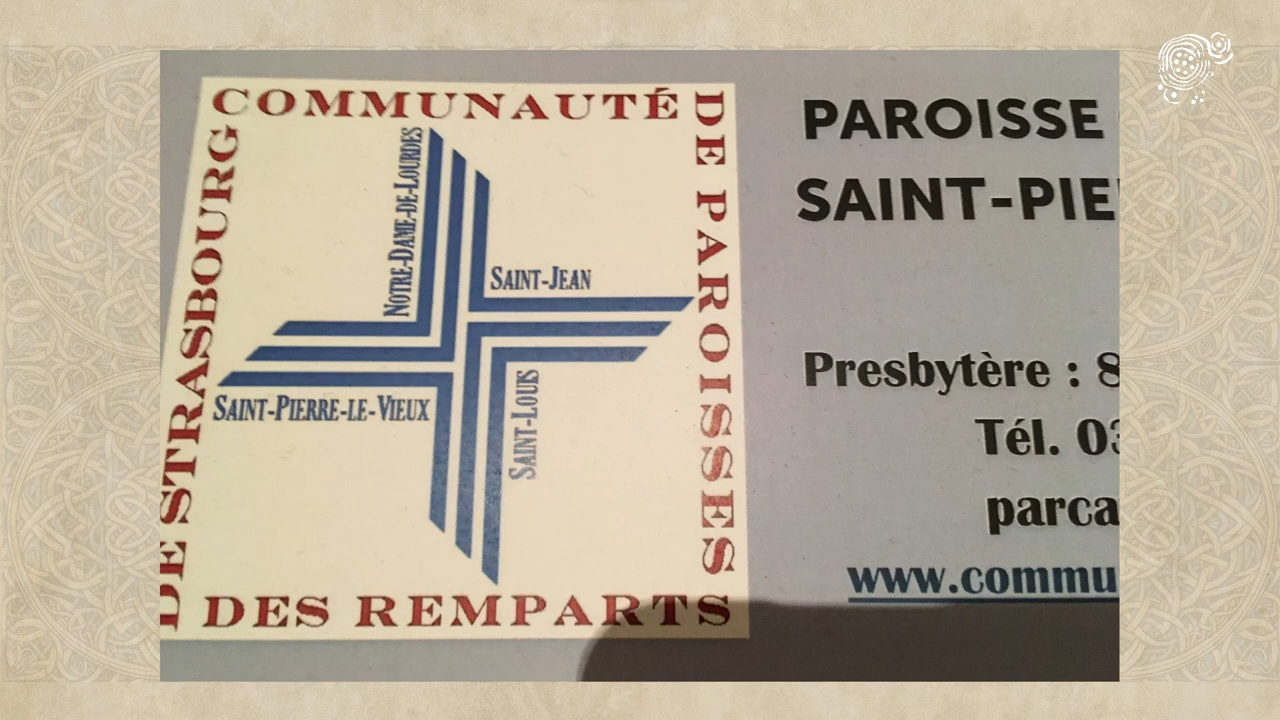 COMMUNAUTÉ
DE PAROISSES
DES REMPARTS
DE STRASBOURG
NOTRE-DAME-DE-LOURDES
SAINT-JEAN
SAINT-PIERRE-LE-VIEUX
SAINT-LOUIS
PAROISSE
SAINT-PIE
Presbytère : 8
Tél. 03
parca
www.commu